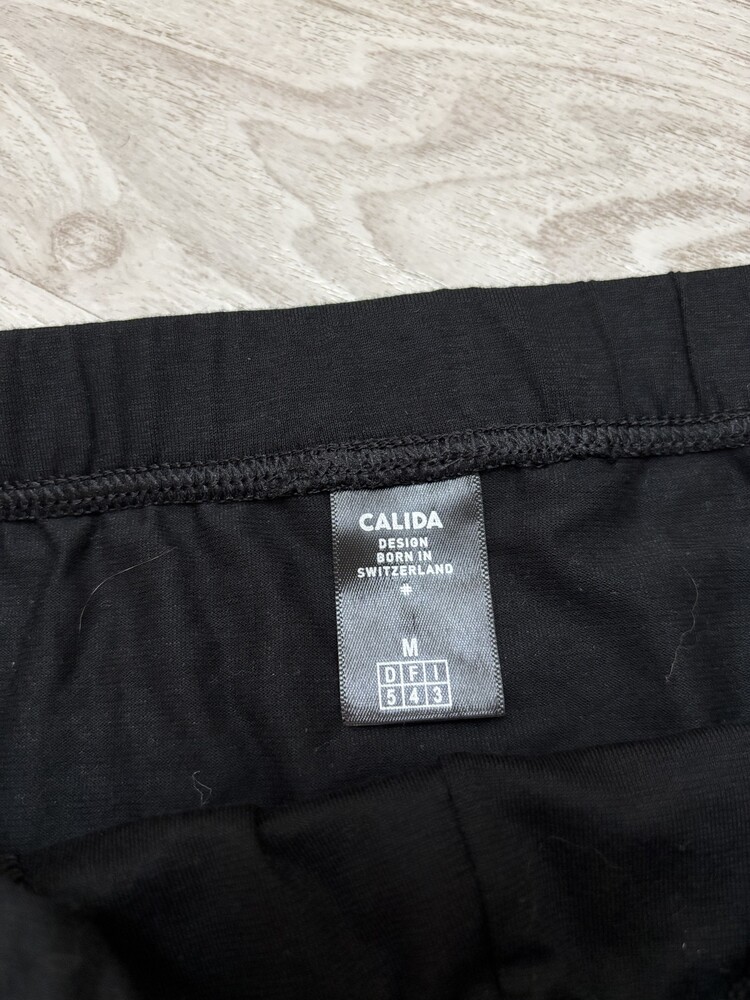 CALIDA
DESIGN
BORN IN
SWITZERLAND
#
M
D F I
5 4 3